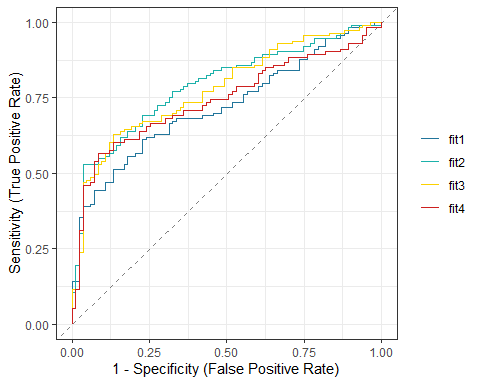 Sensitivity (True Positive Rate)
1.00
0.75
0.50
0.25
0.00
0.00 0.25 0.50 0.75 1.00
1 - Specificity (False Positive Rate)
fit1
fit2
fit3
fit4